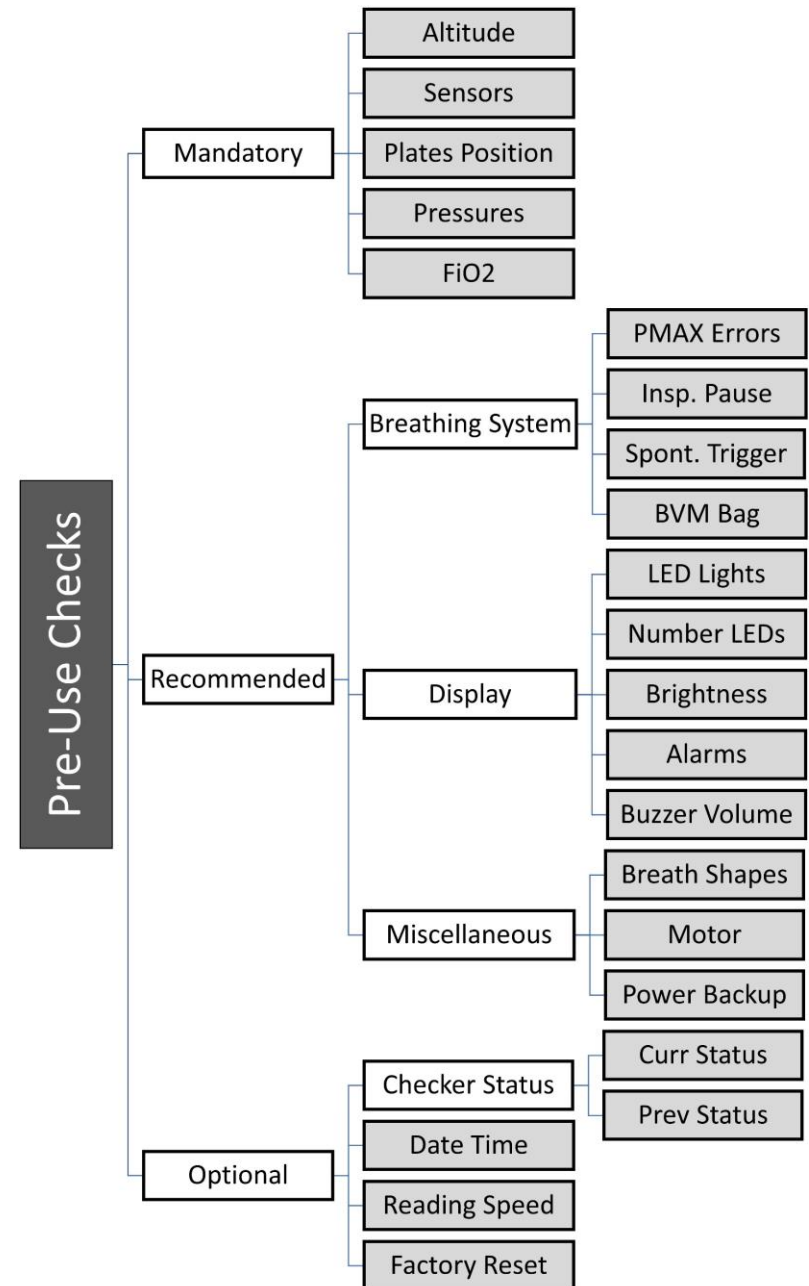 Pre-Use Checks
Mandatory
Altitude
Sensors
Plates Position
Pressures
FiO2
Recommended
Breathing System
PMAX Errors
Insp. Pause
Spont. Trigger
BVM Bag
Display
LED Lights
Number LEDs
Brightness
Alarms
Buzzer Volume
Miscellaneous
Breath Shapes
Motor
Power Backup
Optional
Checker Status
Curr Status
Prev Status
Date Time
Reading Speed
Factory Reset